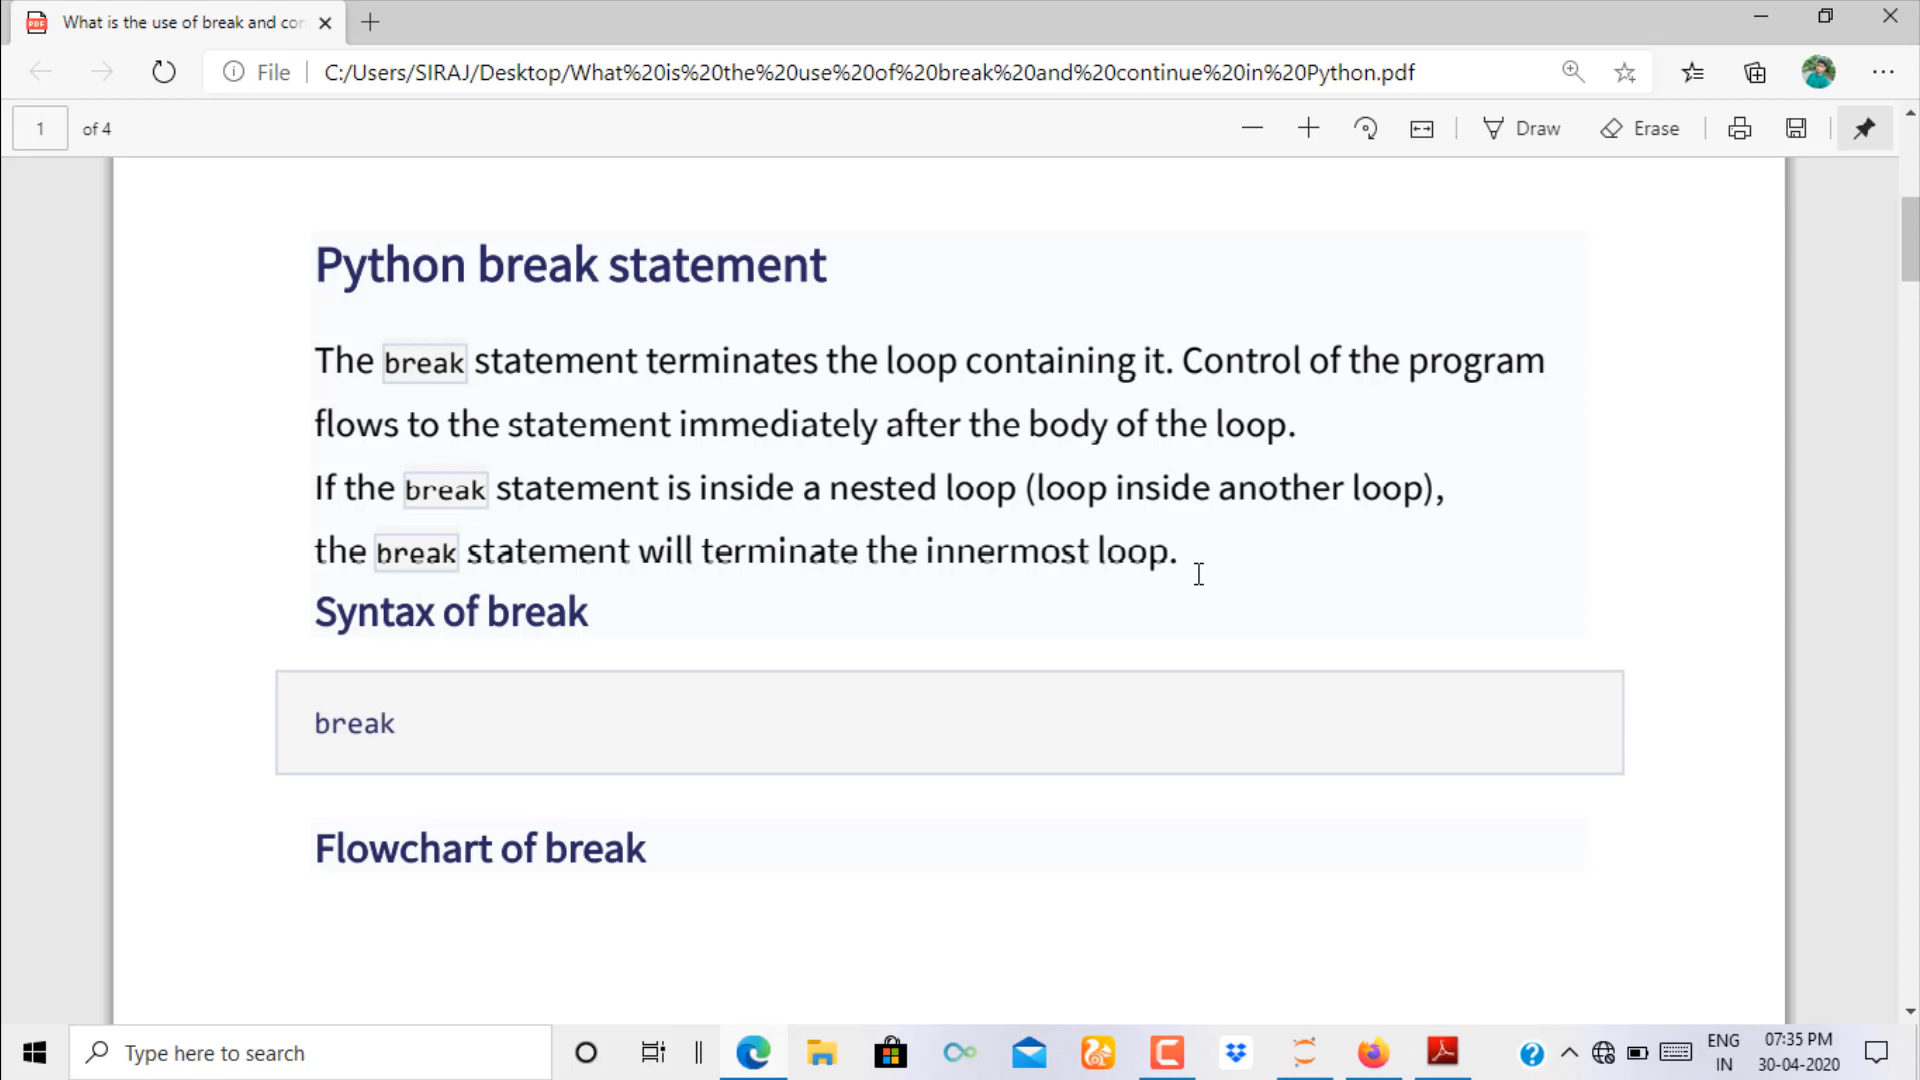 What is the use of break and con
File
C:/Users/SIRAJ/Desktop/What%20is%20the%20use%20of%20break%20and%20continue%20in%20Python.pdf
1 of 4
Draw
Erase
Python break statement
The break statement terminates the loop containing it. Control of the program
flows to the statement immediately after the body of the loop.
If the break statement is inside a nested loop (loop inside another loop),
the break statement will terminate the innermost loop.
Syntax of break
break
Flowchart of break
Type here to search
ENG
IN
07:35 PM
30-04-2020